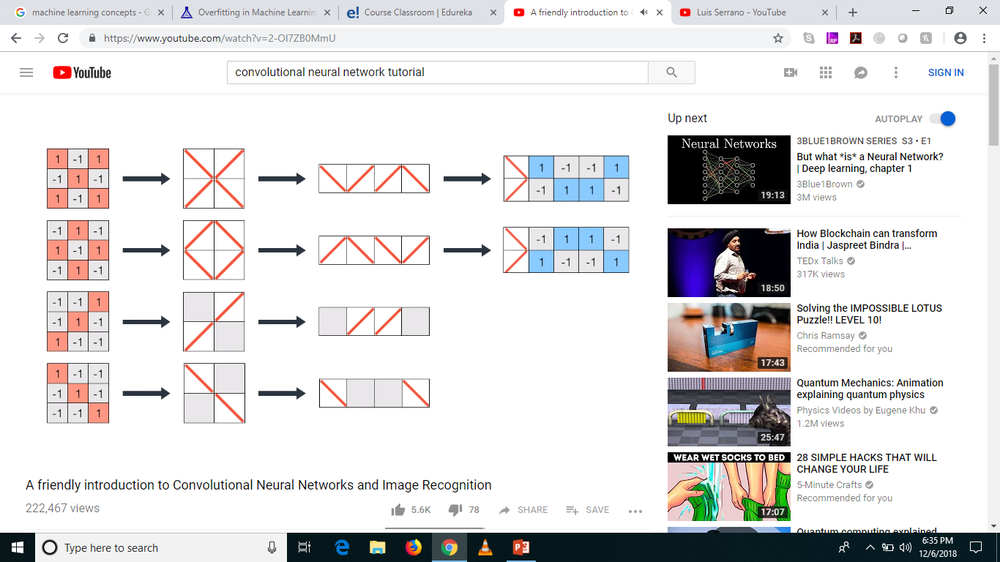 machine learning concepts - G
Overfitting in Machine Learnin
Course Classroom | Edureka
A friendly introduction to C
Luis Serrano - YouTube
https://www.youtube.com/watch?v=2-OI7ZB0MmU
YouTube
convolutional neural network tutorial
SIGN IN
1 -1 1
-1 1 -1
1 -1 1
1 -1 -1 1
-1 1 1 -1
-1 1 -1
1 -1 1
-1 1 -1
-1 1 1 -1
1 -1 -1 1
-1 -1 1
-1 1 -1
1 -1 -1
1 -1 -1
-1 1 -1
-1 -1 1
A friendly introduction to Convolutional Neural Networks and Image Recognition
222,467 views
5.6K
78
SHARE
SAVE
Up next
AUTOPLAY
Neural Networks
19:13
3BLUE1BROWN SERIES S3 • E1
But what *is* a Neural Network?
| Deep learning, chapter 1
3Blue1Brown
3M views
18:50
How Blockchain can transform
India | Jaspreet Bindra |...
TEDx Talks
317K views
17:43
Solving the IMPOSSIBLE LOTUS
Puzzle!! LEVEL 10!
Chris Ramsay
Recommended for you
25:47
Quantum Mechanics: Animation
explaining quantum physics
Physics Videos by Eugene Khu
1.2M views
WEAR WET SOCKS TO BED
17:07
28 SIMPLE HACKS THAT WILL
CHANGE YOUR LIFE
5-Minute Crafts
Recommended for you
Quantum computing explained
Type here to search
6:35 PM
12/6/2018